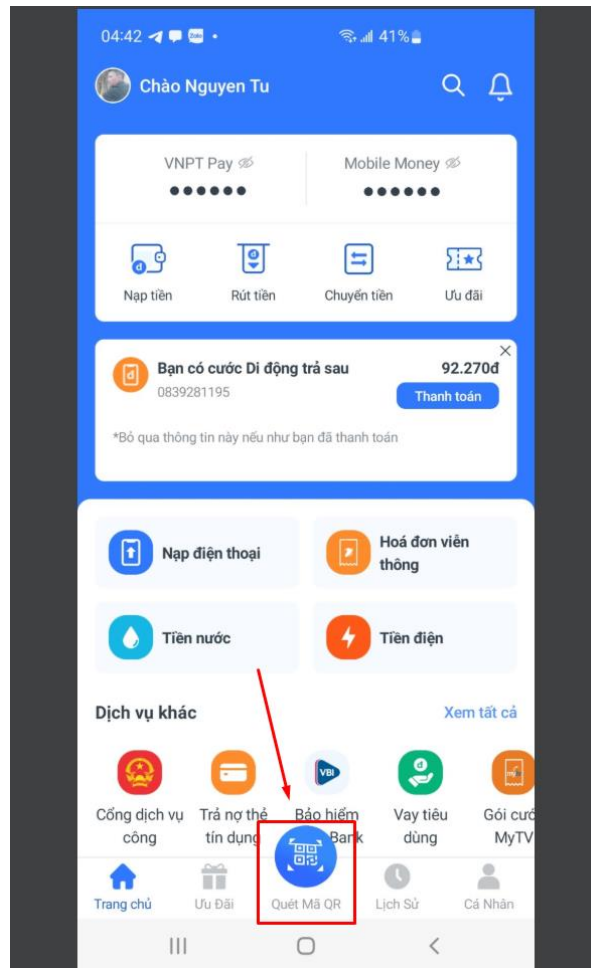 04:42
41%
Chào Nguyen Tu
VNPT Pay
Mobile Money
Nạp tiền
Rút tiền
Chuyển tiền
Ưu đãi
Bạn có cước Di động trả sau
92.270đ
0839281195
Thanh toán
*Bỏ qua thông tin này nếu như bạn đã thanh toán
Nạp điện thoại
Hoá đơn viễn
thông
Tiền nước
Tiền điện
Dịch vụ khác
Xem tất cả
VBI
Cổng dịch vụ
công
Trả nợ thẻ
tín dụng
Bảo hiểm
Bank
Vay tiêu
dùng
Gói cướ
MyTV
Trang chủ
Ưu Đãi
Quét Mã QR
Lịch Sử
Cá Nhân